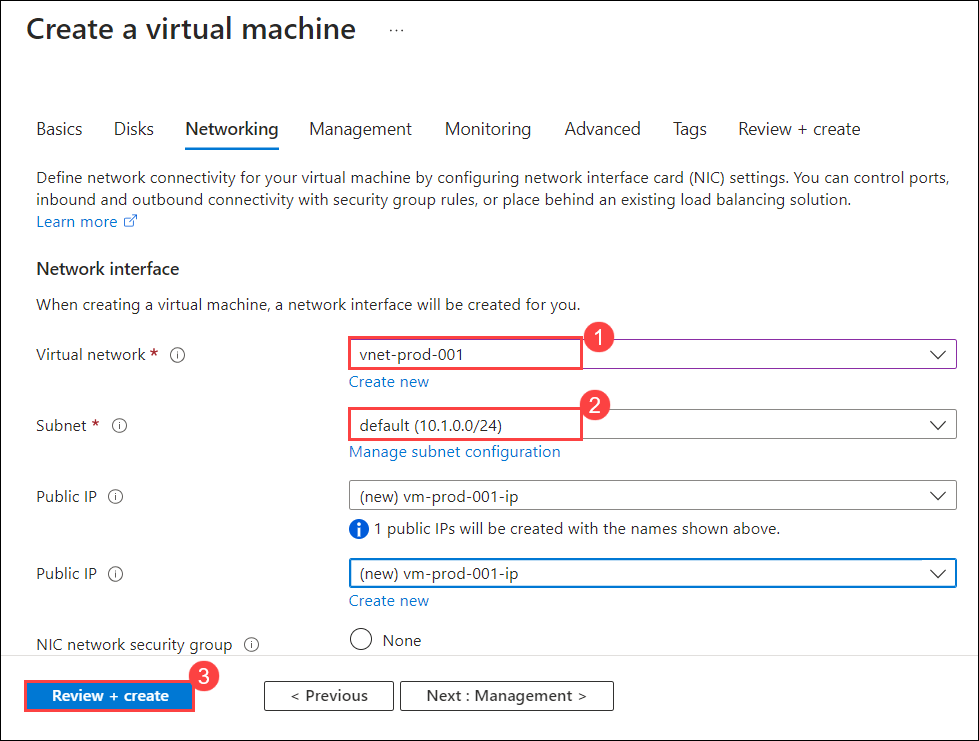 Create a virtual machine ...
Basics Disks Networking Management Monitoring Advanced Tags Review + create
Define network connectivity for your virtual machine by configuring network interface card (NIC) settings. You can control ports,
inbound and outbound connectivity with security group rules, or place behind an existing load balancing solution.
Learn more
Network interface
When creating a virtual machine, a network interface will be created for you.
1
Virtual network * vnet-prod-001
Create new
2
Subnet * default (10.1.0.0/24)
Manage subnet configuration
Public IP (new) vm-prod-001-ip
1 public IPs will be created with the names shown above.
Public IP (new) vm-prod-001-ip
Create new
NIC network security group None
3
Review + create < Previous Next : Management >